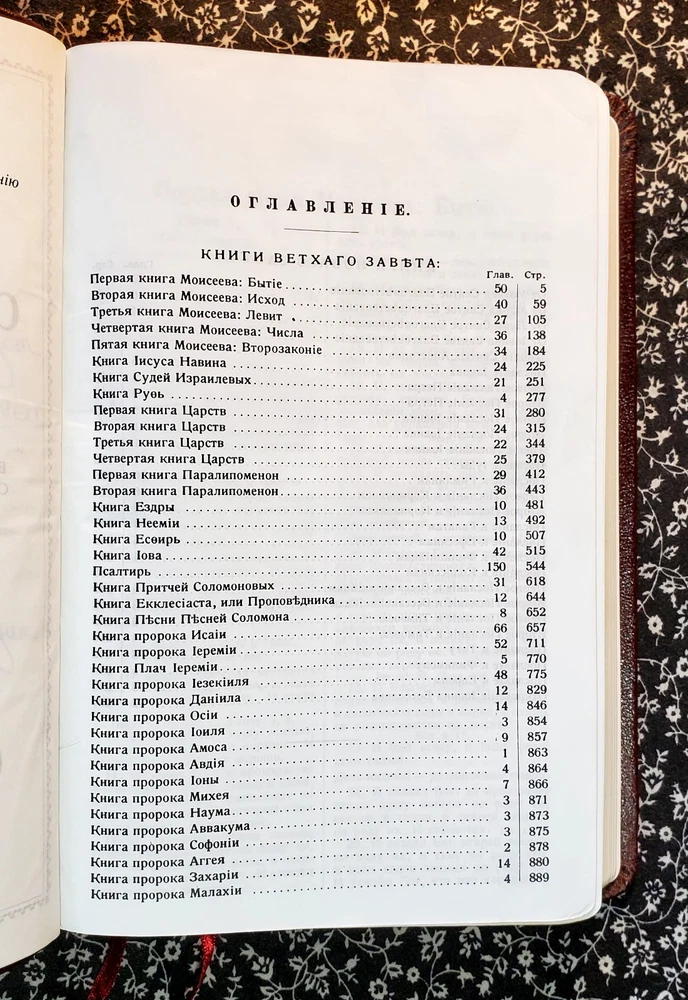 нію
ОГЛАВЛЕНІЕ.
КНИГИ ВЕТХАГО ЗАВѢТА:
Глав. Стр.
Первая книга Моисеева: Бытіе 50 5
Вторая книга Моисеева: Исход 40 59
Третья книга Моисеева: Левит 27 105
Четвертая книга Моисеева: Числа 36 138
Пятая книга Моисеева: Второзаконіе 34 184
Книга Іисуса Навина 24 225
Книга Судей Израилевых 21 251
Книга Руѳь 4 277
Первая книга Царств 31 280
Вторая книга Царств 24 315
Третья книга Царств 22 344
Четвертая книга Царств 25 379
Первая книга Паралипоменон 29 412
Вторая книга Паралипоменон 36 443
Книга Ездры 10 481
Книга Нееміи 13 492
Книга Есѳирь 10 507
Книга Іова 42 515
Псалтирь 150 544
Книга Притчей Соломоновых 31 618
Книга Екклесіаста, или Проповѣдника 12 644
Книга Пѣсни Пѣсней Соломона 8 652
Книга пророка Исаіи 66 657
Книга пророка Іереміи 52 711
Книга Плач Іереміи 5 770
Книга пророка Іезекіиля 48 775
Книга пророка Даніила 12 829
Книга пророка Осіи 14 846
Книга пророка Іоиля 3 854
Книга пророка Амоса 9 857
Книга пророка Авдія 1 863
Книга пророка Іоны 4 864
Книга пророка Михея 7 866
Книга пророка Наума 3 871
Книга пророка Аввакума 3 873
Книга пророка Софоніи 3 875
Книга пророка Аггея 2 878
Книга пророка Захаріи 14 880
Книга пророка Малахіи 4 889